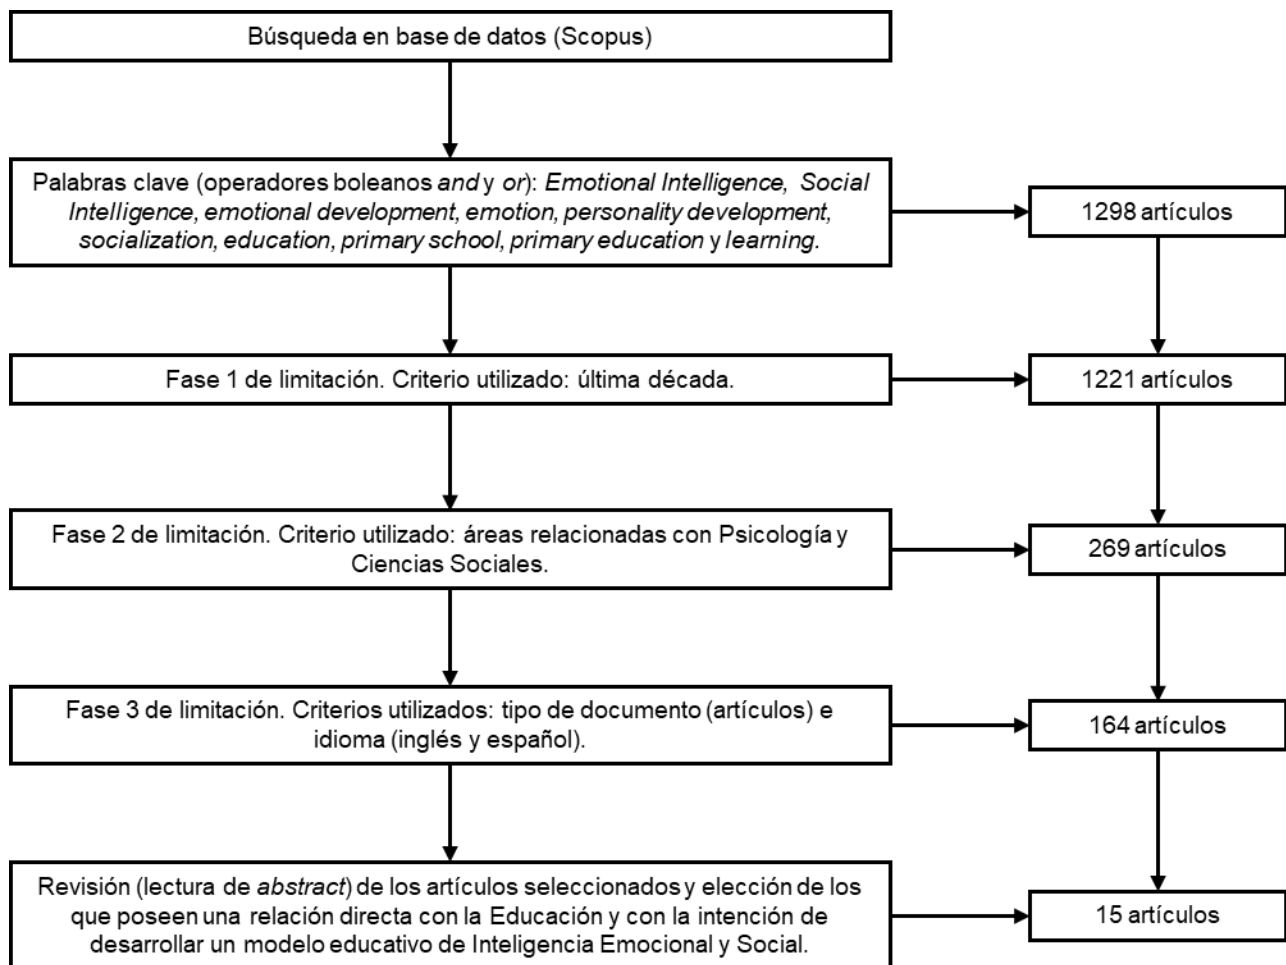 Búsqueda en base de datos (Scopus)
Palabras clave (operadores boleanos and y or): Emotional Intelligence, Social
Intelligence, emotional development, emotion, personality development,
socialization, education, primary school, primary education y learning.
1298 artículos
Fase 1 de limitación. Criterio utilizado: última década.
1221 artículos
Fase 2 de limitación. Criterio utilizado: áreas relacionadas con Psicología y
Ciencias Sociales.
269 artículos
Fase 3 de limitación. Criterios utilizados: tipo de documento (artículos) e
idioma (inglés y español).
164 artículos
Revisión (lectura de abstract) de los artículos seleccionados y elección de los
que poseen una relación directa con la Educación y con la intención de
desarrollar un modelo educativo de Inteligencia Emocional y Social.
15 artículos